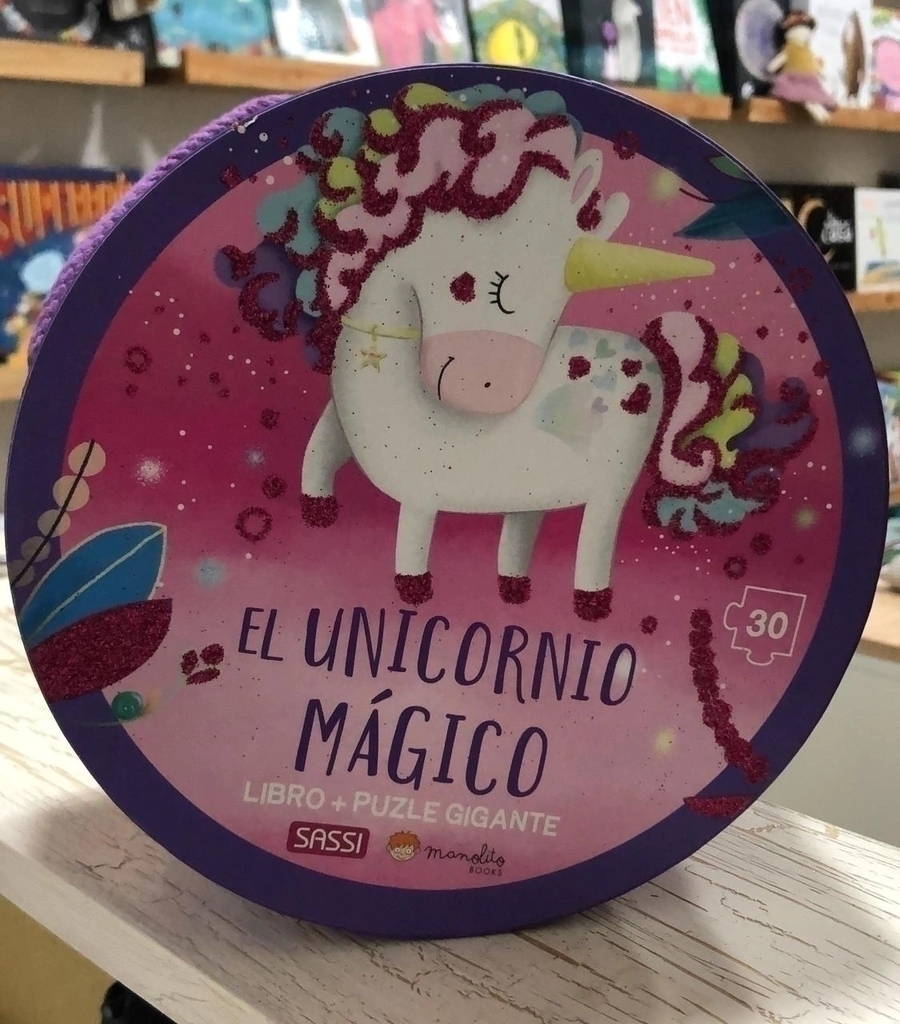 EL UNICORNIO
MÁGICO
30
LIBRO + PUZLE GIGANTE
SASSI
manolito
BOOKS